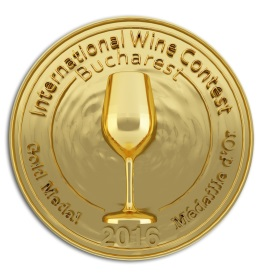 International Wine Contest
Bucharest
Gold Medal
Médaille d'Or
2016